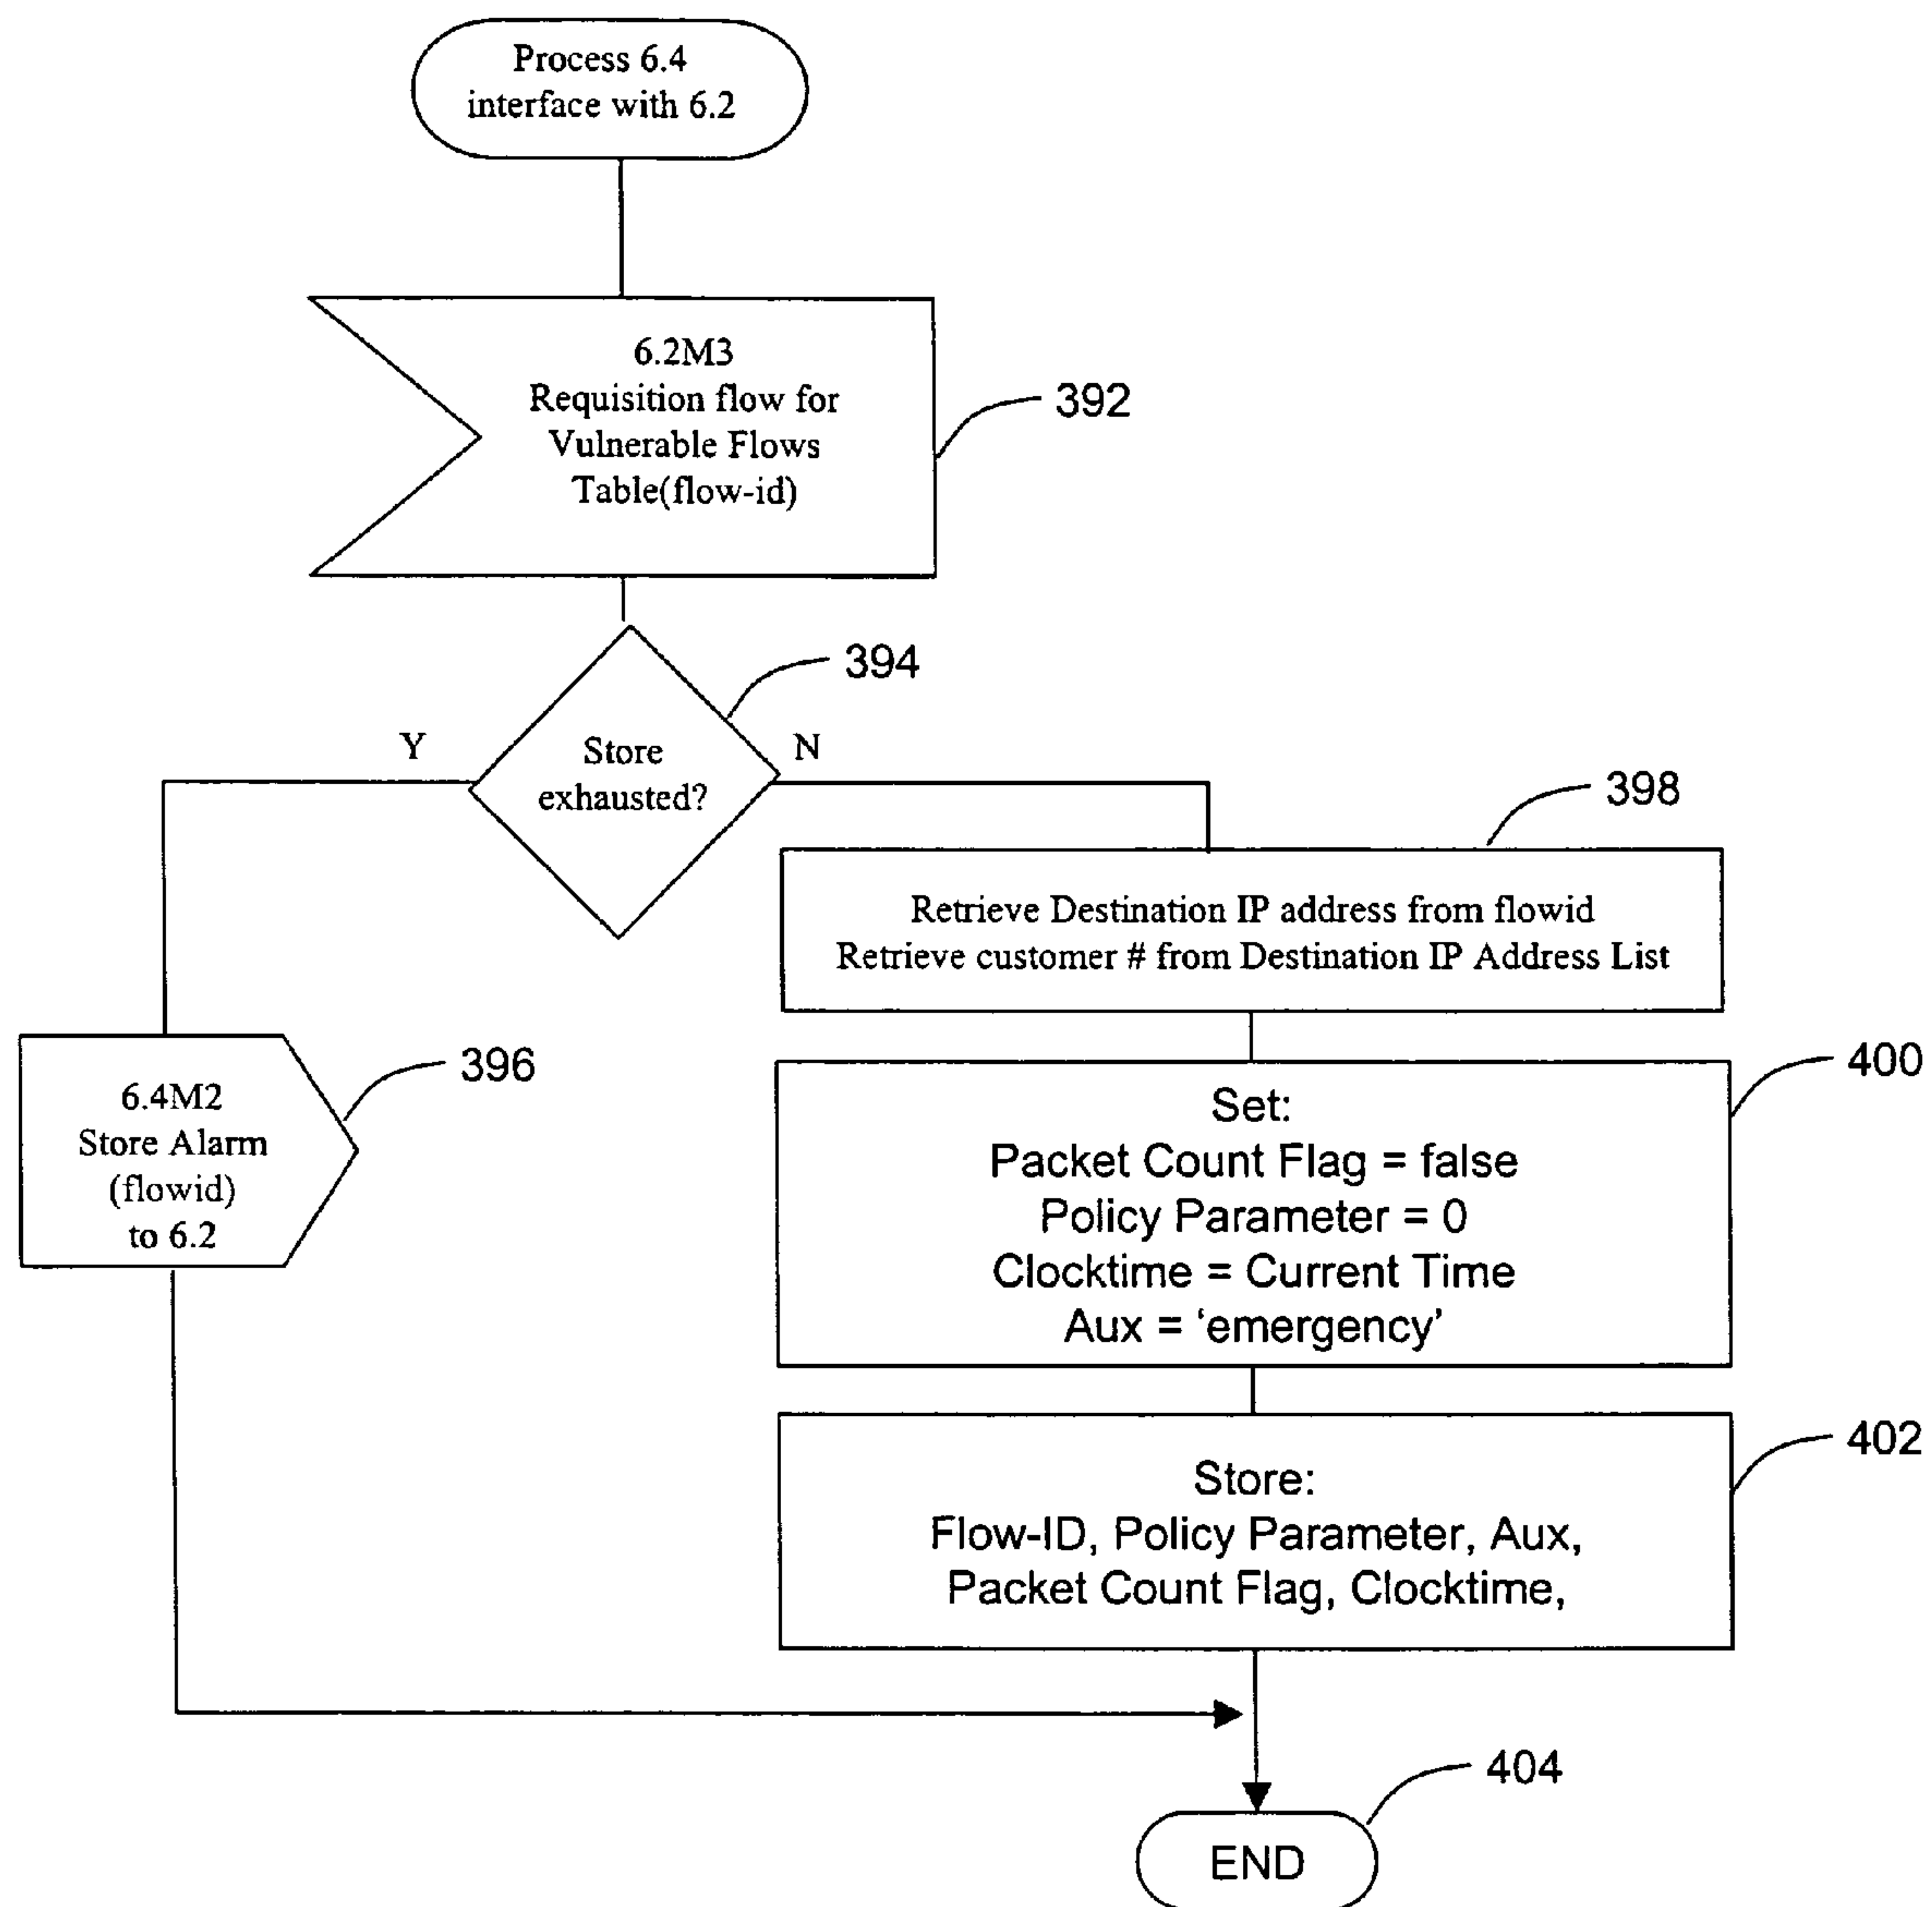 Process 6.4
interface with 6.2
6.2M3
Requisition flow for
Vulnerable Flows
Table(flow-id)
392
394
Y
Store
exhausted?
N
398
Retrieve Destination IP address from flowid
Retrieve customer # from Destination IP Address List
6.4M2
Store Alarm
(flowid)
to 6.2
396
Set:
Packet Count Flag = false
Policy Parameter = 0
Clocktime = Current Time
Aux = ‘emergency’
400
Store:
Flow-ID, Policy Parameter, Aux,
Packet Count Flag, Clocktime,
402
404
END